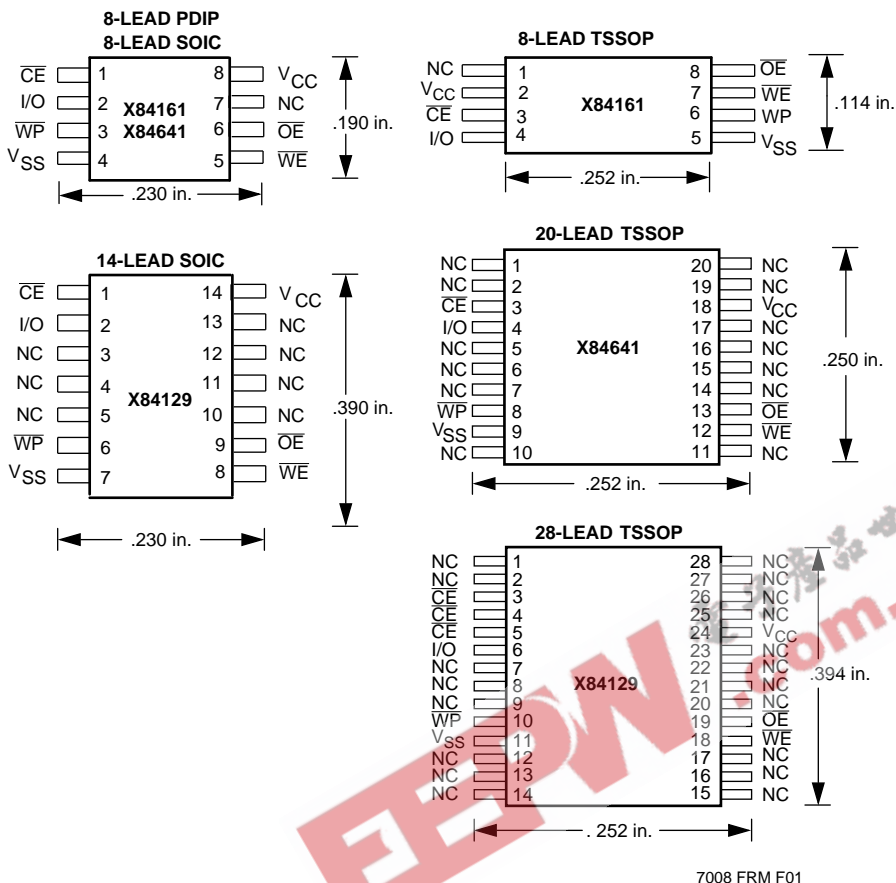 8-LEAD PDIP
8-LEAD SOIC
CE 1 8 VCC
I/O 2 7 NC
WP 3 6 OE
VSS 4 5 WE
X84161
X84641
.190 in.
.230 in.
8-LEAD TSSOP
NC 1 8 OE
VCC 2 7 WE
CE 3 6 WP
I/O 4 5 VSS
X84161
.114 in.
.252 in.
14-LEAD SOIC
CE 1 14 VCC
I/O 2 13 NC
NC 3 12 NC
NC 4 11 NC
NC 5 10 NC
WP 6 9 OE
VSS 7 8 WE
X84129
.390 in.
.230 in.
20-LEAD TSSOP
NC 1 20 NC
NC 2 19 NC
CE 3 18 VCC
I/O 4 17 NC
NC 5 16 NC
NC 6 15 NC
NC 7 14 NC
WP 8 13 OE
VSS 9 12 WE
NC 10 11 NC
X84641
.250 in.
.252 in.
28-LEAD TSSOP
NC 1 28 NC
NC 2 27 NC
CE 3 26 NC
CE 4 25 NC
CE 5 24 VCC
I/O 6 23 NC
NC 7 22 NC
NC 8 21 NC
NC 9 20 NC
WP 10 19 OE
VSS 11 18 WE
NC 12 17 NC
NC 13 16 NC
NC 14 15 NC
X84129
.394 in.
. 252 in.
EEPW .com.
電子產品世
7008 FRM F01